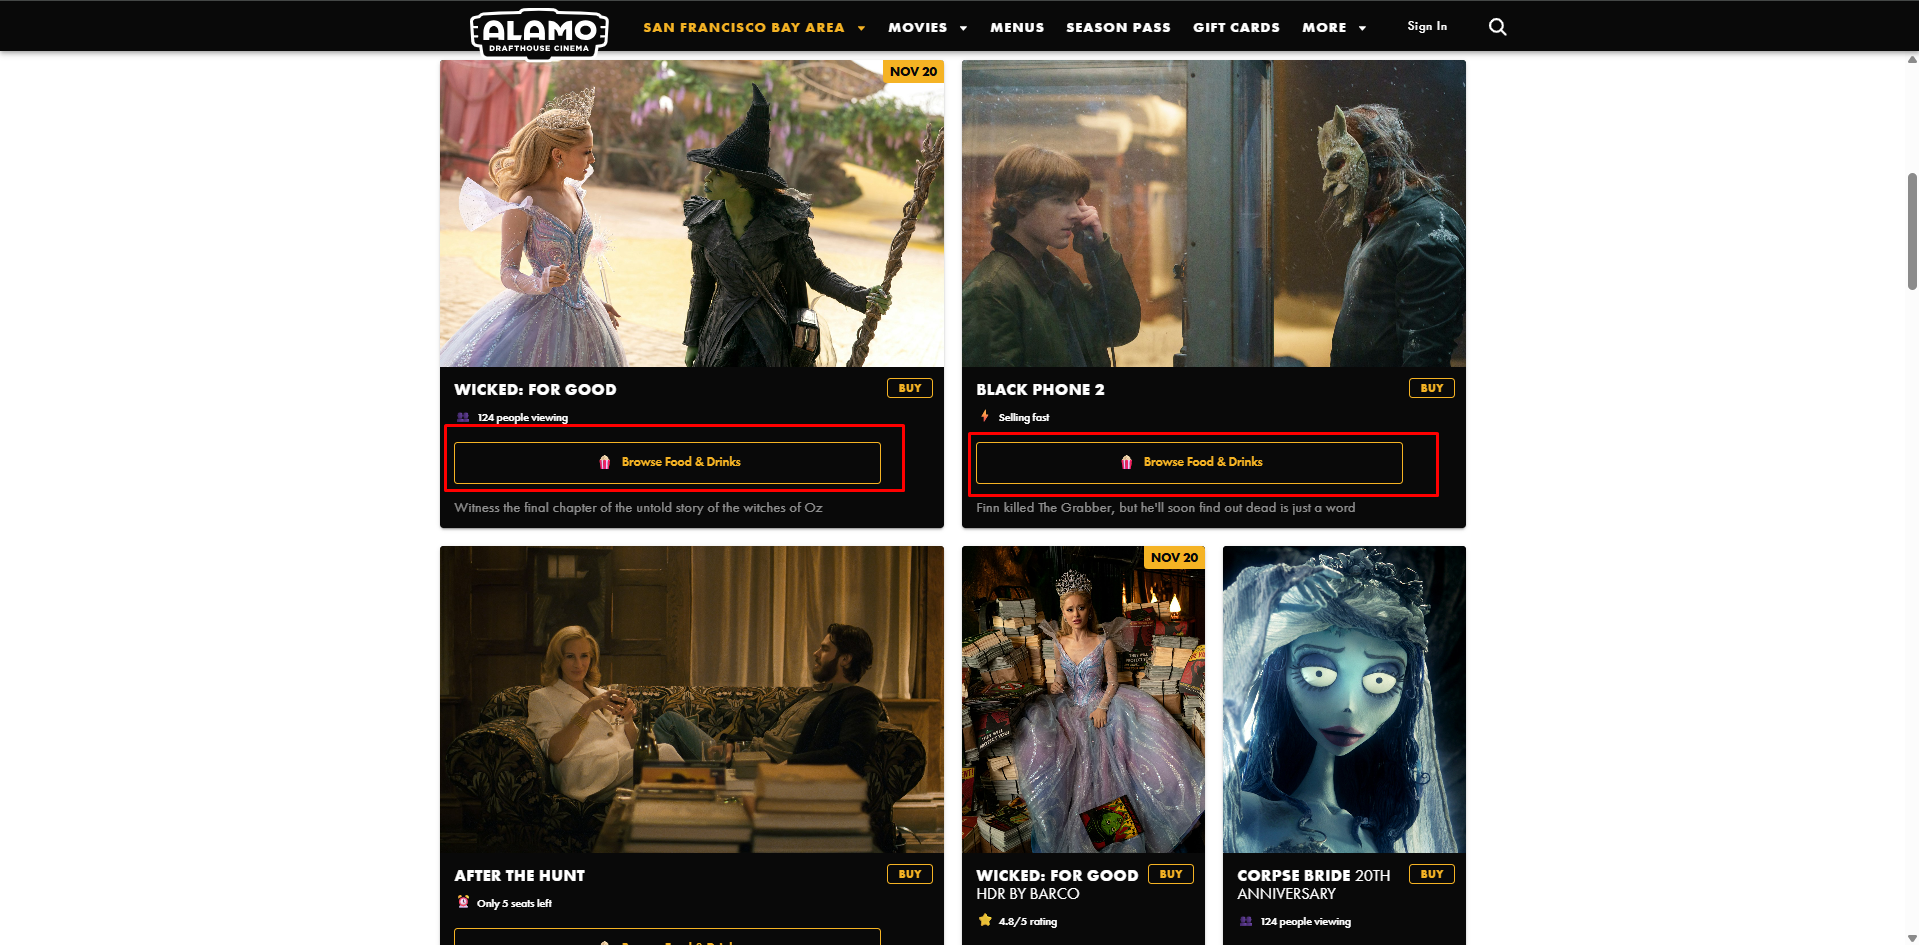 ALAMO
DRAFTHOUSE CINEMA
SAN FRANCISCO BAY AREA MOVIES MENUS SEASON PASS GIFT CARDS MORE Sign In
NOV 20
WICKED: FOR GOOD
BUY
124 people viewing
Browse Food & Drinks
Witness the final chapter of the untold story of the witches of Oz
BLACK PHONE 2
BUY
Selling fast
Browse Food & Drinks
Finn killed The Grabber, but he'll soon find out dead is just a word
AFTER THE HUNT
BUY
Only 5 seats left
NOV 20
WICKED: FOR GOOD
HDR BY BARCO
BUY
4.8/5 rating
CORPSE BRIDE 20TH
ANNIVERSARY
BUY
124 people viewing